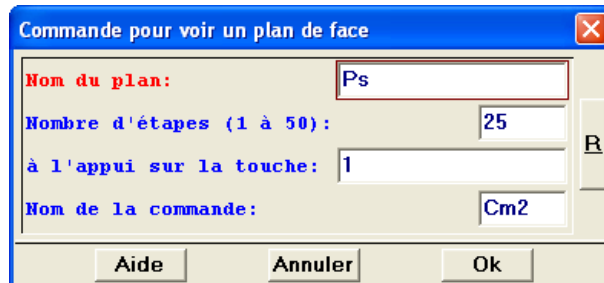 Commande pour voir un plan de face
Nom du plan: Ps
Nombre d'étapes (1 à 50): 25
à l'appui sur la touche: 1
R
Nom de la commande: Cm2
Aide Annuler Ok